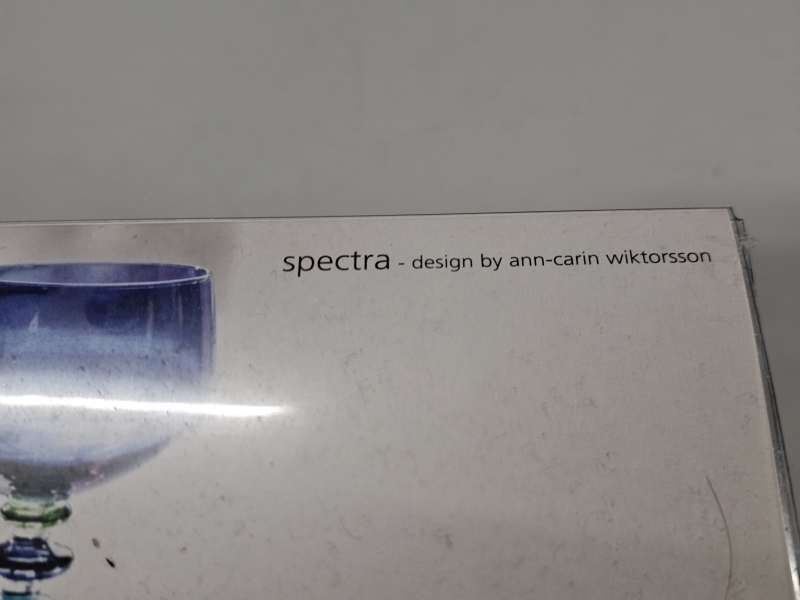 spectra - design by ann-carin wiktorsson